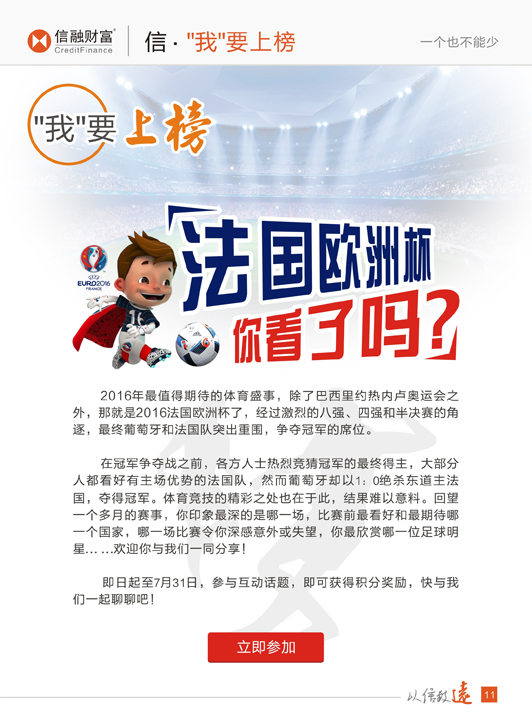 信融财富®
CreditFinance
信·"我"要上榜
一个也不能少
"我"要上榜
法国欧洲杯
UEFA
EURO2016
FRANCE
你看了吗?
2016年最值得期待的体育盛事，除了巴西里约热内卢奥运会之
外，那就是2016法国欧洲杯了，经过激烈的八强、四强和半决赛的角
逐，最终葡萄牙和法国队突出重围，争夺冠军的席位。
在冠军争夺战之前，各方人士热烈竞猜冠军的最终得主，大部分
人都看好有主场优势的法国队，然而葡萄牙却以1：0绝杀东道主法
国，夺得冠军。体育竞技的精彩之处也在于此，结果难以意料。回望
一个多月的赛事，你印象最深的是哪一场，比赛前最看好和最期待哪
一个国家，哪一场比赛令你深感意外或失望，你最欣赏哪一位足球明
星... ...欢迎你与我们一同分享！
即日起至7月31日，参与互动话题，即可获得积分奖励，快与我
们一起聊聊吧！
立即参加
以信致远
11